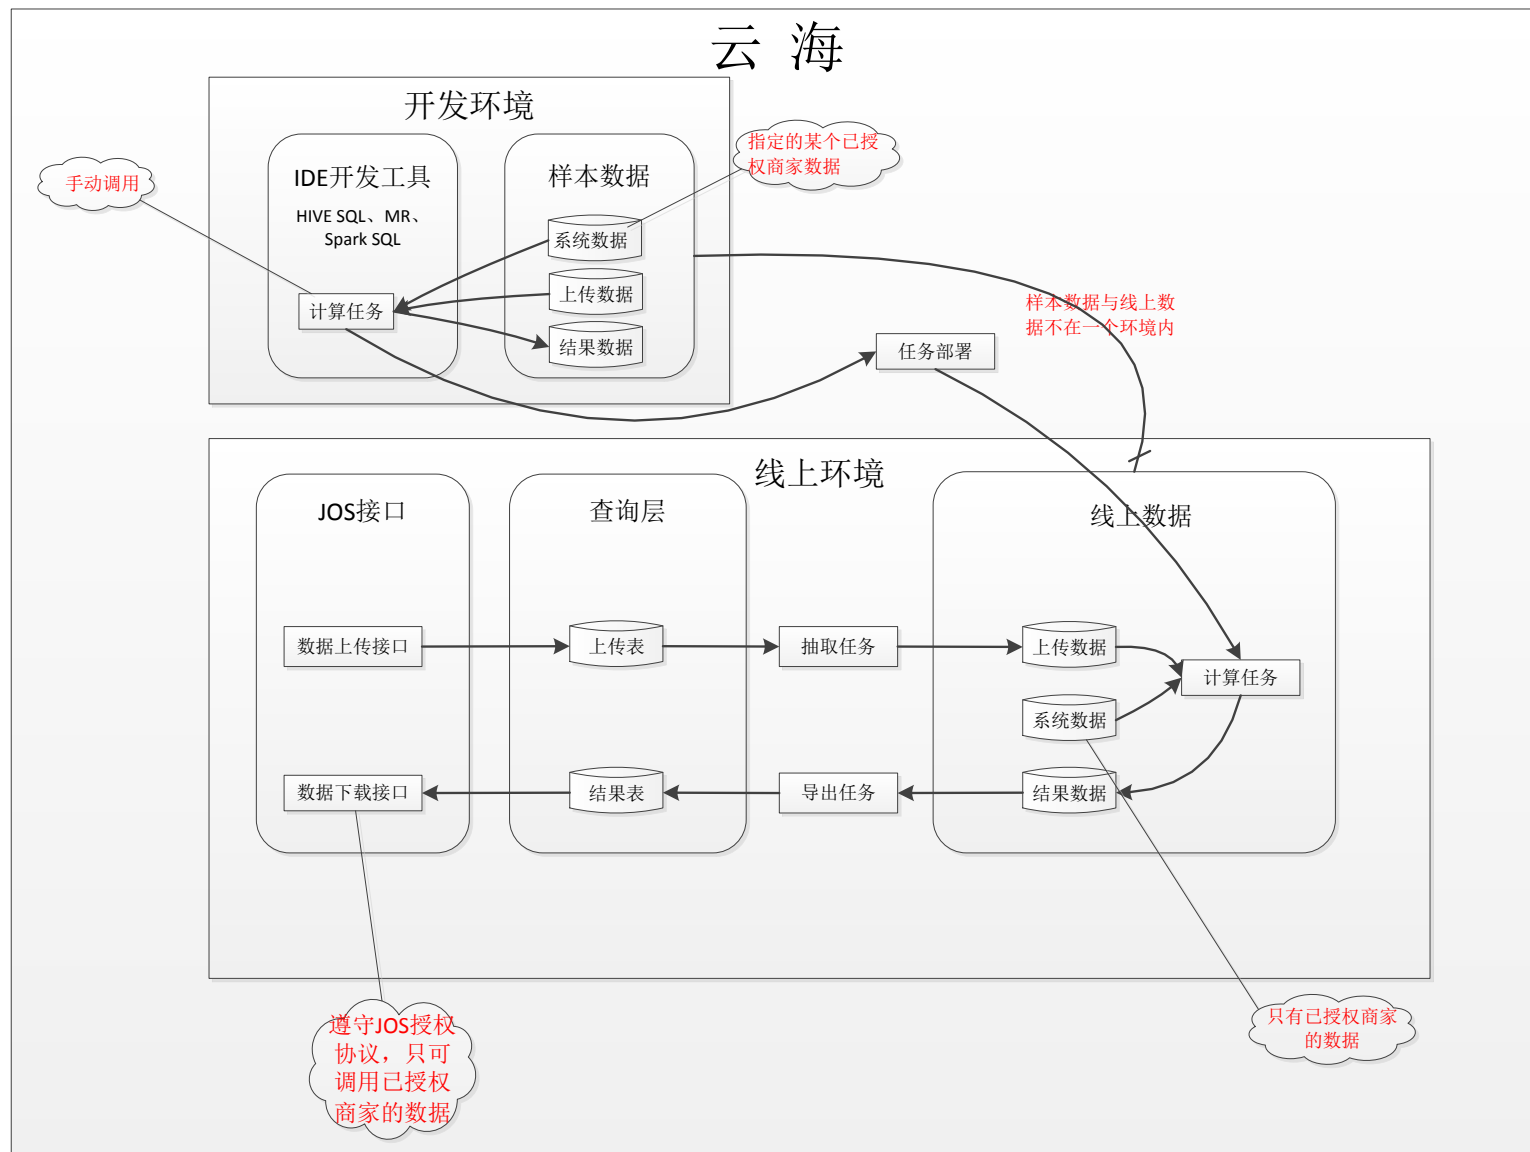 云 海
开发环境
手动调用
IDE开发工具
HIVE SQL、MR、
Spark SQL
计算任务
样本数据
系统数据
上传数据
结果数据
指定的某个已授
权商家数据
样本数据与线上数
据不在一个环境内
任务部署
线上环境
JOS接口
数据上传接口
数据下载接口
查询层
上传表
结果表
抽取任务
导出任务
线上数据
上传数据
系统数据
结果数据
计算任务
遵守JOS授权
协议，只可
调用已授权
商家的数据
只有已授权商家
的数据